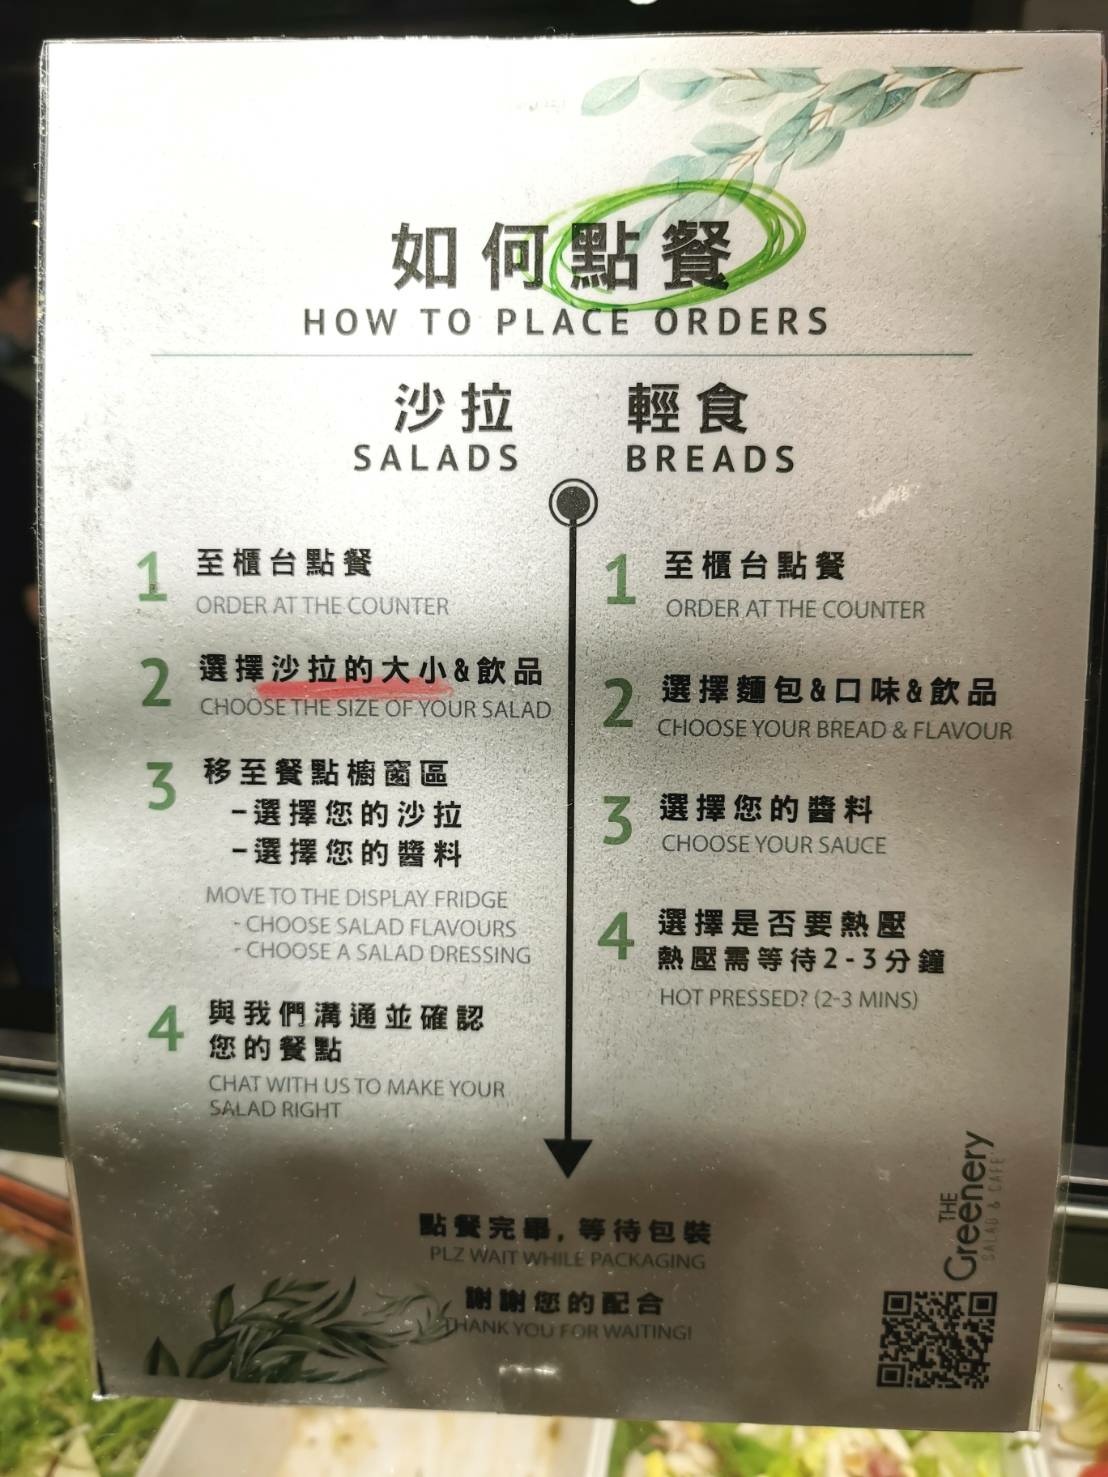 如何點餐
HOW TO PLACE ORDERS
沙拉
SALADS
1 至櫃台點餐
ORDER AT THE COUNTER
2 選擇沙拉的大小&飲品
CHOOSE THE SIZE OF YOUR SALAD
3 移至餐點櫥窗區
-選擇您的沙拉
-選擇您的醬料
MOVE TO THE DISPLAY FRIDGE
- CHOOSE SALAD FLAVOURS
- CHOOSE A SALAD DRESSING
4 與我們溝通並確認
您的餐點
CHAT WITH US TO MAKE YOUR
SALAD RIGHT
輕食
BREADS
1 至櫃台點餐
ORDER AT THE COUNTER
2 選擇麵包&口味&飲品
CHOOSE YOUR BREAD & FLAVOUR
3 選擇您的醬料
CHOOSE YOUR SAUCE
4 選擇是否要熱壓
熱壓需等待2-3分鐘
HOT PRESSED? (2-3 MINS)
點餐完畢, 等待包裝
PLZ WAIT WHILE PACKAGING
謝謝您的配合
THANK YOU FOR WAITING!
THE
Greenery
SALAD & CAFE